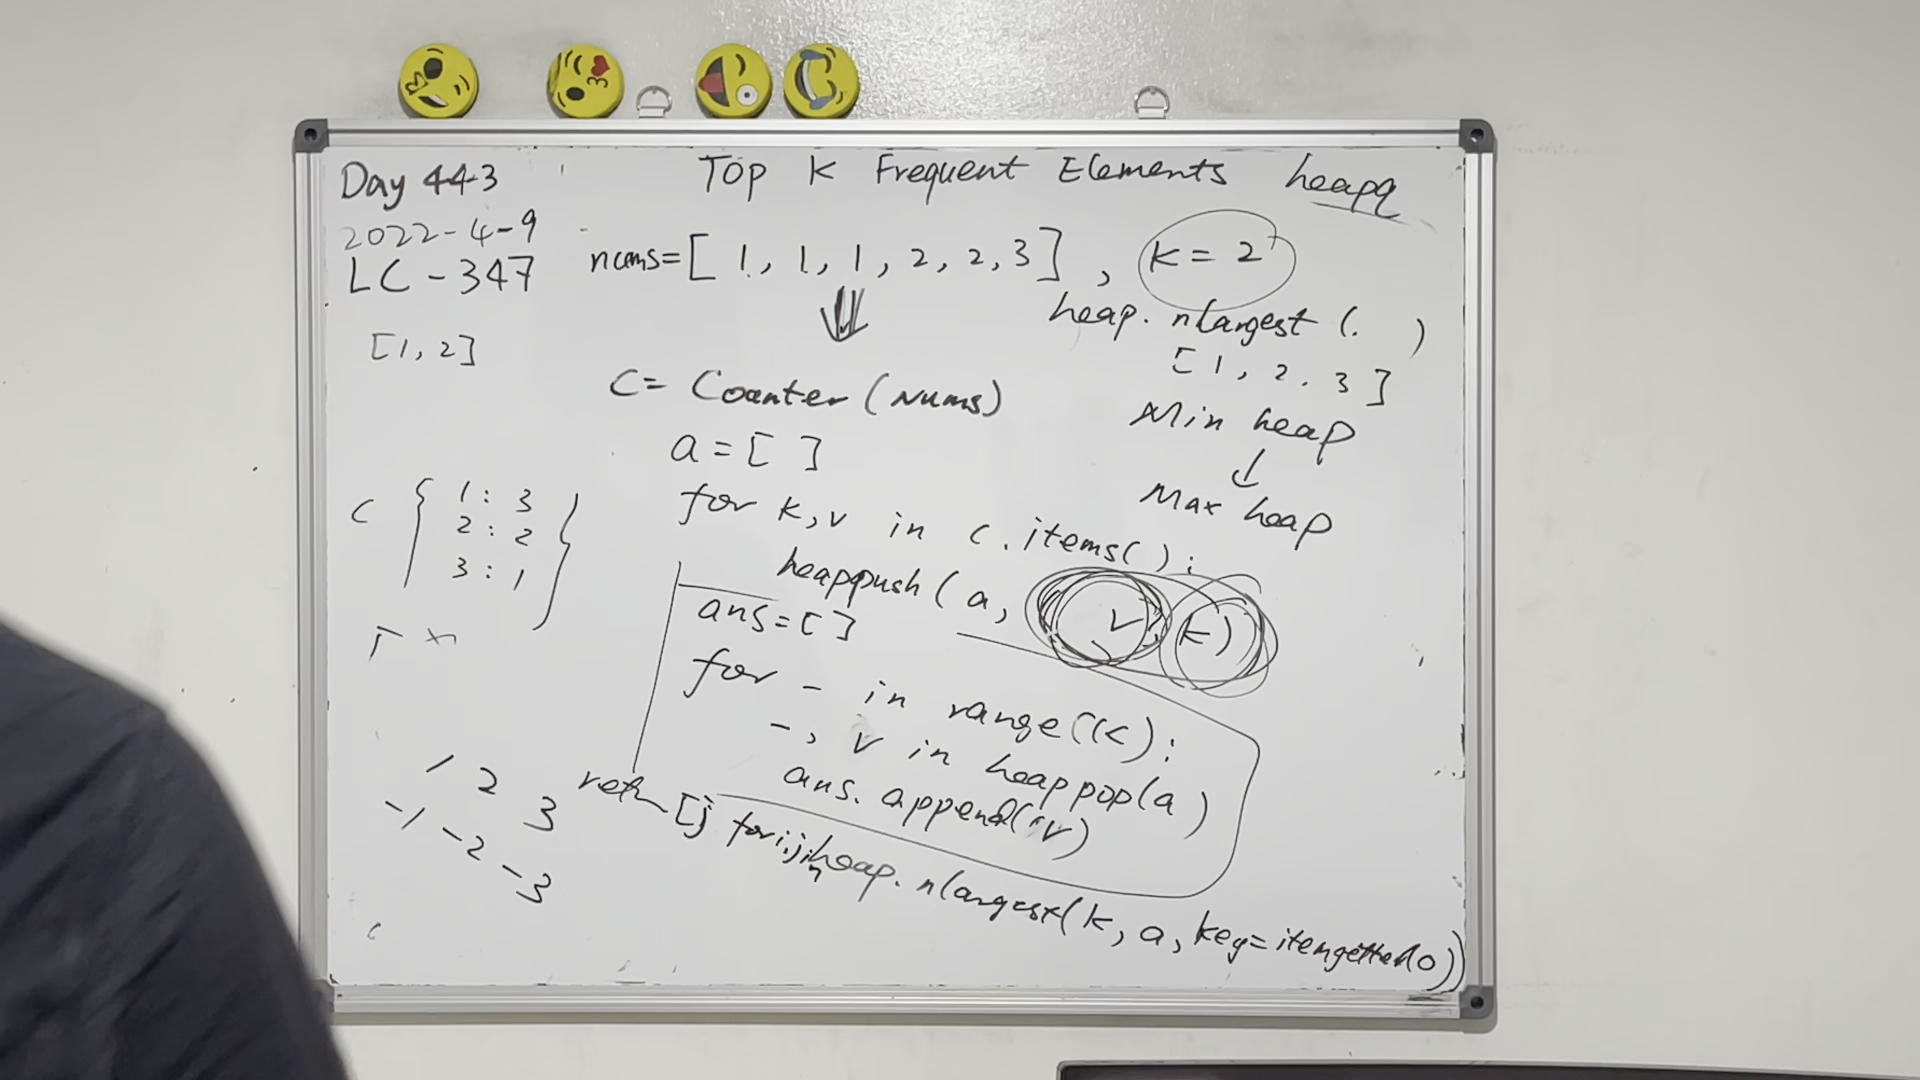 Day 443
Top K Frequent Elements heapq
2022-4-9
LC-347
nums=[1, 1, 1, 2, 2, 3], k = 2
heap. nlargest (. )
[1, 2]
[1, 2. 3]
Min heap
Max heap
C= Counter(Nums)
a=[ ]
for k,v in c.items():
heappush(a, v k)
c { 1: 3
2: 2
3: 1 }
ans=[]
for - in range(k):
-, v in heappop(a)
ans. append(v)
1 2 3
-1 -2 -3
[j for i,j in heap. nlargest(k, a, key=itemgetter(0))